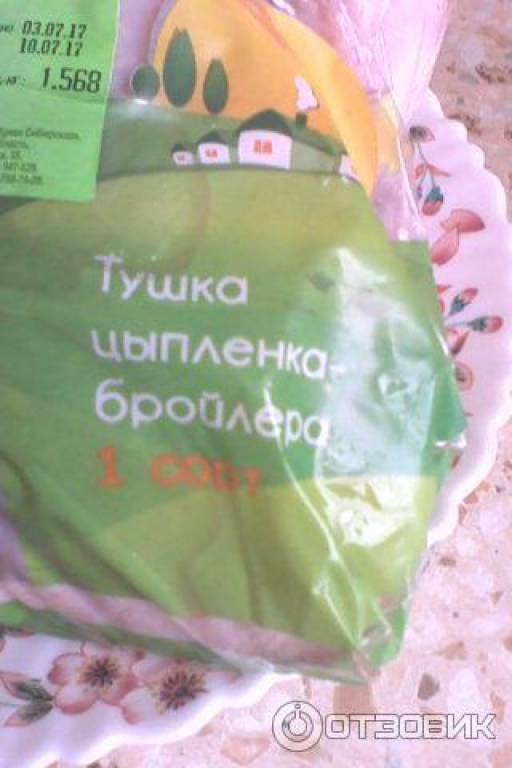 03.07.17
10.07.17
1.568
Тушка
цыпленка-
бройлера
1 сорт
ОТЗОВИК